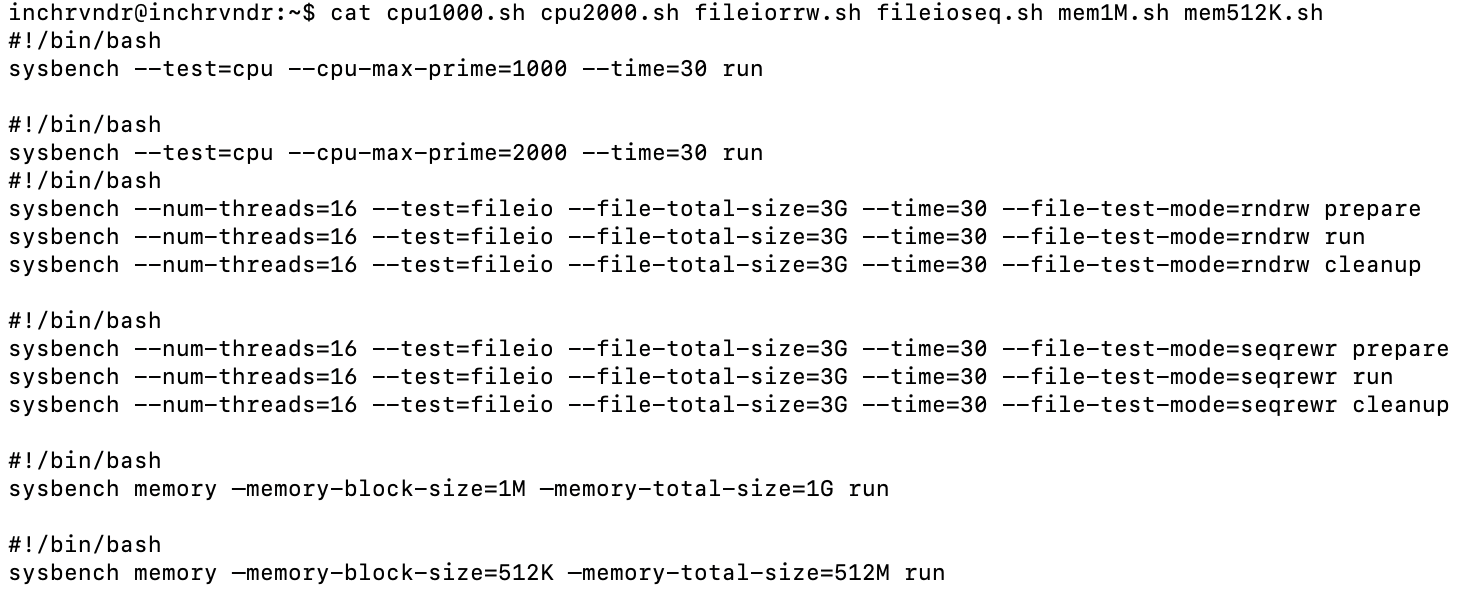 inchrvndr@inchrvndr:~$ cat cpu1000.sh cpu2000.sh fileiorrw.sh fileioseq.sh mem1M.sh mem512K.sh
#!/bin/bash
sysbench --test=cpu --cpu-max-prime=1000 --time=30 run
#!/bin/bash
sysbench --test=cpu --cpu-max-prime=2000 --time=30 run
#!/bin/bash
sysbench --num-threads=16 --test=fileio --file-total-size=3G --time=30 --file-test-mode=rndrw prepare
sysbench --num-threads=16 --test=fileio --file-total-size=3G --time=30 --file-test-mode=rndrw run
sysbench --num-threads=16 --test=fileio --file-total-size=3G --time=30 --file-test-mode=rndrw cleanup
#!/bin/bash
sysbench --num-threads=16 --test=fileio --file-total-size=3G --time=30 --file-test-mode=seqrewr prepare
sysbench --num-threads=16 --test=fileio --file-total-size=3G --time=30 --file-test-mode=seqrewr run
sysbench --num-threads=16 --test=fileio --file-total-size=3G --time=30 --file-test-mode=seqrewr cleanup
#!/bin/bash
sysbench memory —memory-block-size=1M —memory-total-size=1G run
#!/bin/bash
sysbench memory —memory-block-size=512K —memory-total-size=512M run